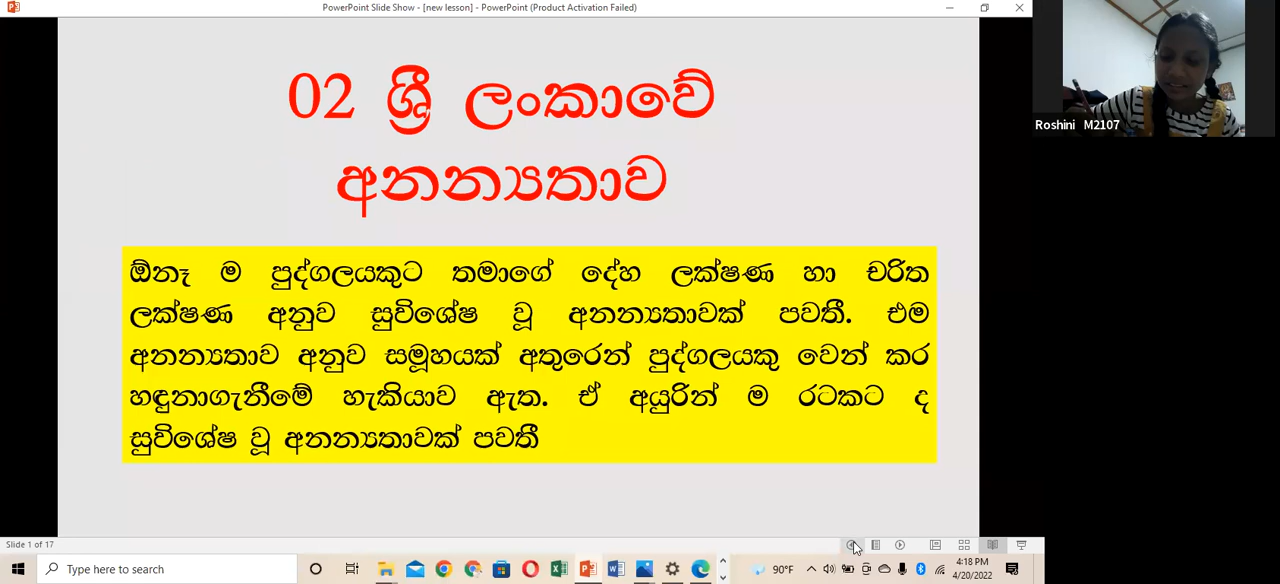 PowerPoint Slide Show - [new lesson] - PowerPoint (Product Activation Failed)
02 ශ්‍රී ලංකාවේ
අනන්‍යතාව
ඕනෑ ම පුද්ගලයකුට තමාගේ දේහ ලක්ෂණ හා චරිත
ලක්ෂණ අනුව සුවිශේෂ වූ අනන්‍යතාවක් පවතී. එම
අනන්‍යතාව අනුව සමූහයක් අතුරෙන් පුද්ගලයකු වෙන් කර
හඳුනාගැනීමේ හැකියාව ඇත. ඒ අයුරින් ම රටකට ද
සුවිශේෂ වූ අනන්‍යතාවක් පවතී
Roshini M2107
Slide 1 of 17
Type here to search
90°F
4:18 PM
4/20/2022